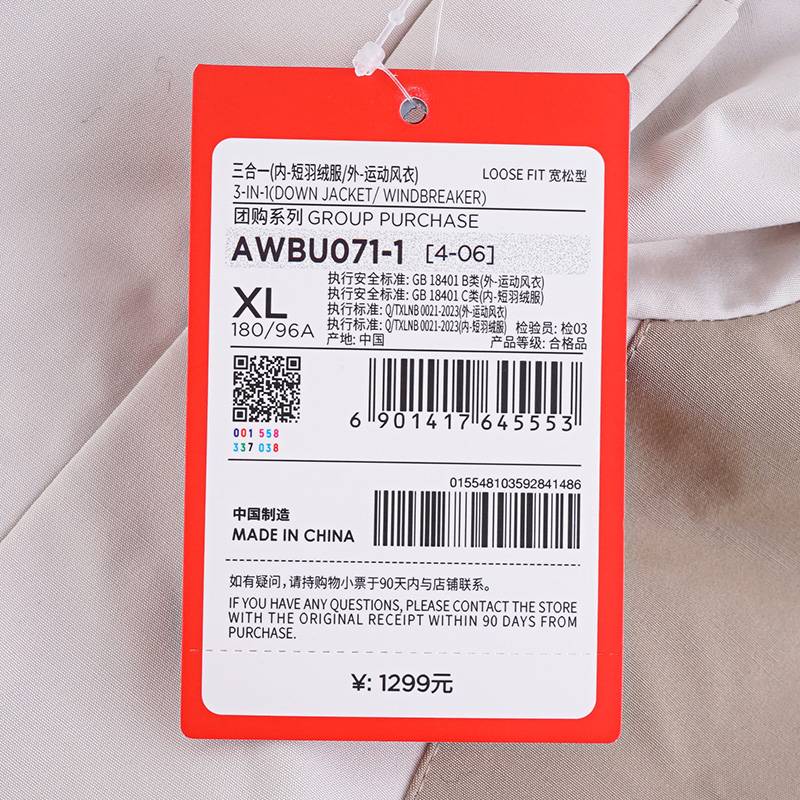 三合一(内-短羽绒服/外-运动风衣)
LOOSE FIT 宽松型
3-IN-1(DOWN JACKET/ WINDBREAKER)
团购系列 GROUP PURCHASE
AWBU071-1 [4-06]
XL
180/96A
执行安全标准: GB 18401 B类(外-运动风衣)
执行安全标准: GB 18401 C类(内-短羽绒服)
执行标准: Q/TXLNB 0021-2023(外-运动风衣)
执行标准: Q/TXLNB 0021-2023(内-短羽绒服) 检验员: 检03
产地: 中国 产品等级: 合格品
6 901417 645553
001 558
337 038
015548103592841486
中国制造
MADE IN CHINA
如有疑问，请持购物小票于90天内与店铺联系。
IF YOU HAVE ANY QUESTIONS, PLEASE CONTACT THE STORE
WITH THE ORIGINAL RECEIPT WITHIN 90 DAYS FROM
PURCHASE.
¥: 1299元